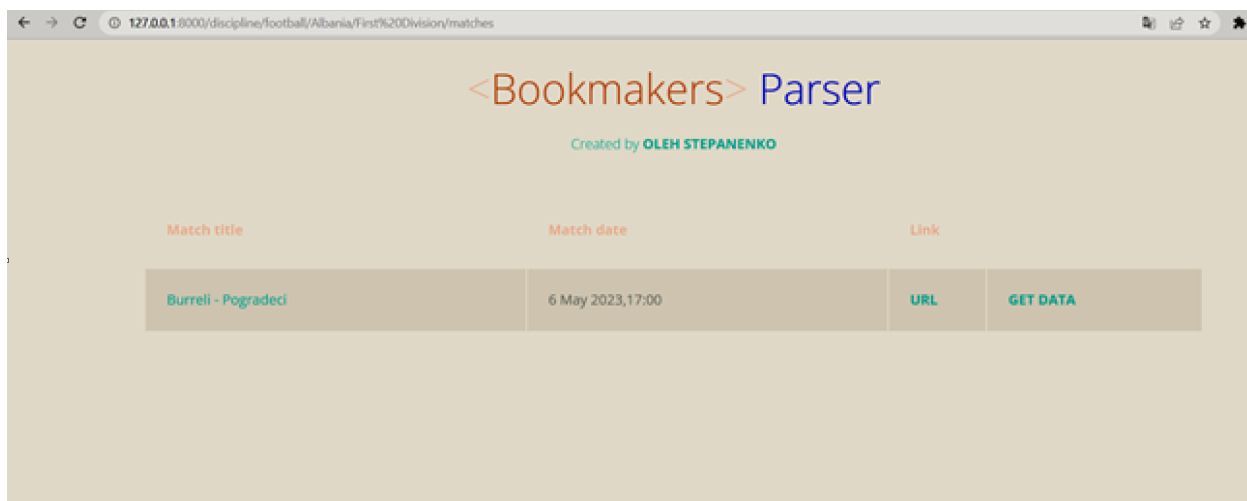 127.0.0.1:8000/discipline/football/Albania/First%20Division/matches
<Bookmakers> Parser
Created by OLEH STEPANENKO
Match title Match date Link
Burreli - Pogradeci 6 May 2023,17:00 URL GET DATA